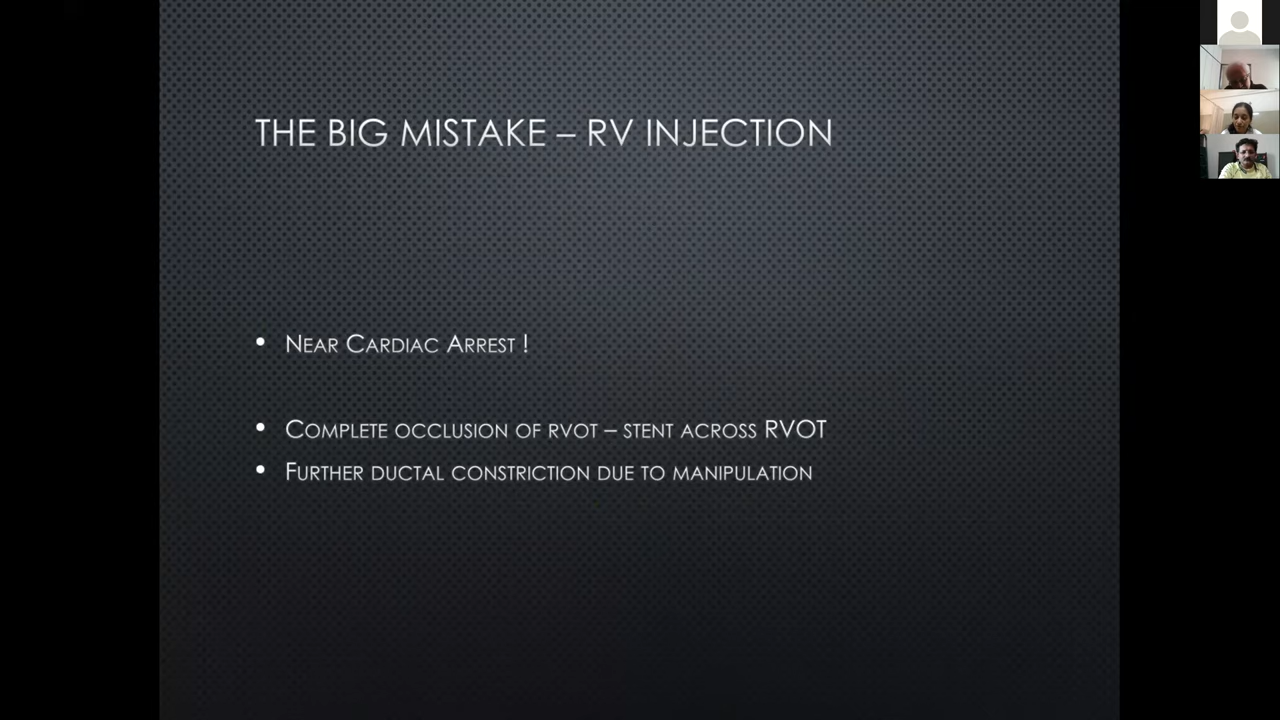 THE BIG MISTAKE – RV INJECTION
• NEAR CARDIAC ARREST !
• COMPLETE OCCLUSION OF RVOT – STENT ACROSS RVOT
• FURTHER DUCTAL CONSTRICTION DUE TO MANIPULATION